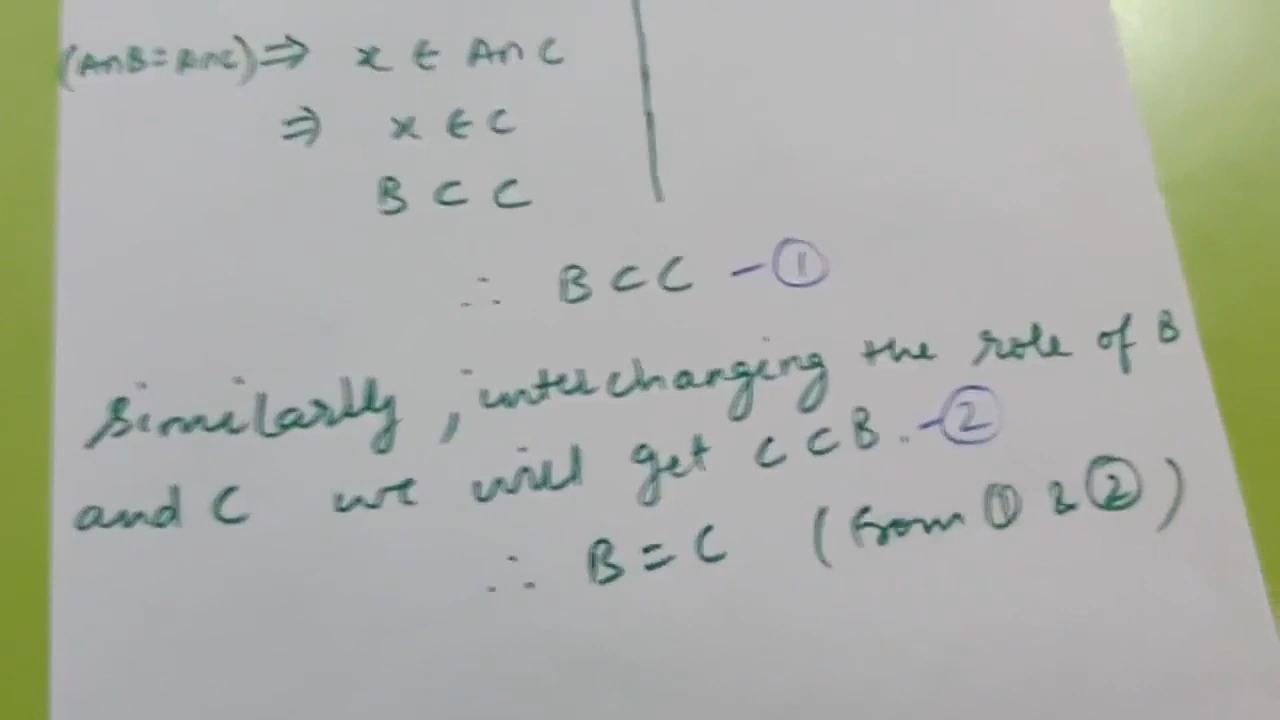 (A∩B=A∩C) ⇒ x ∈ A∩C
⇒ x ∈ C
B ⊂ C
∴ B ⊂ C - ①
Similarly, interchanging the role of B
and C we will get C ⊂ B. - ②
∴ B = C (from ① & ②)